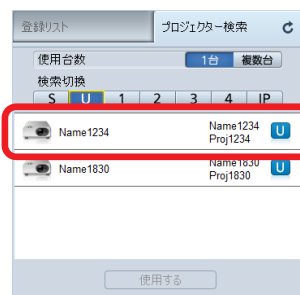 登録リスト プロジェクター検索
使用台数 1台 複数台
検索切換
S U 1 2 3 4 IP
Name1234 Name1234 U
Proj1234
Name1830 Name1830 U
Proj1830
使用する